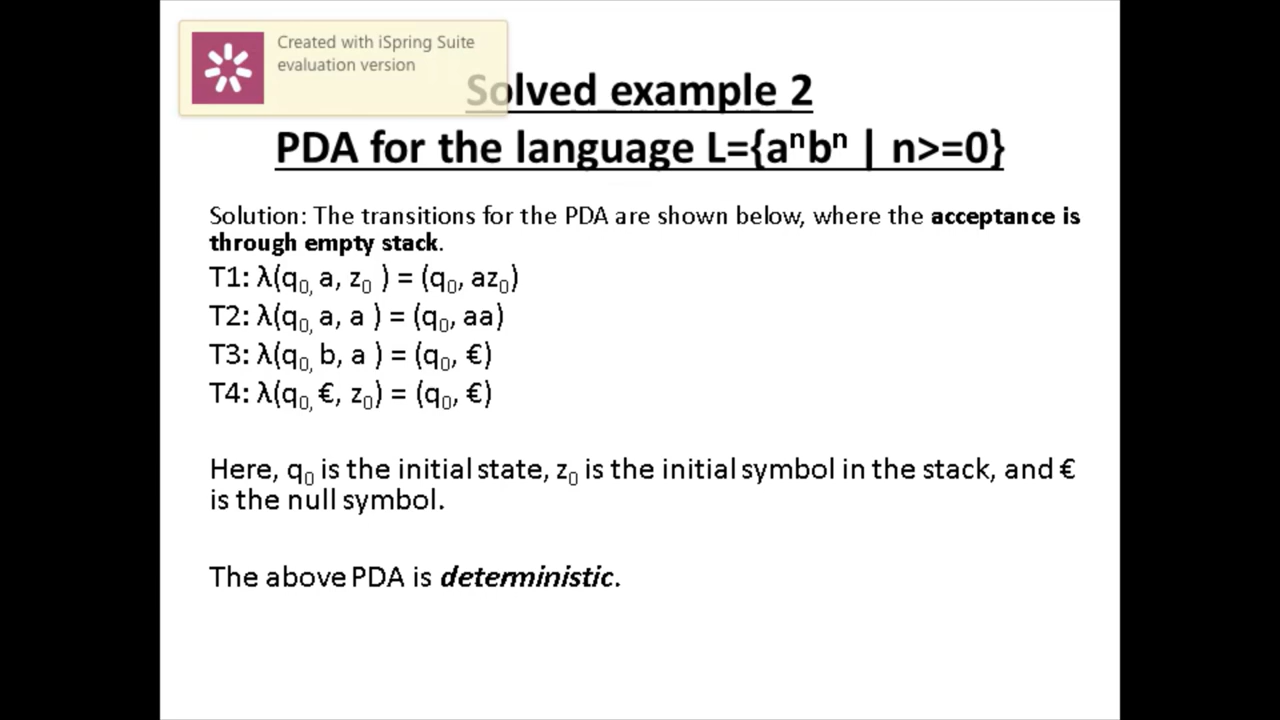 Created with iSpring Suite
evaluation version
Solved example 2
PDA for the language L={aⁿbⁿ | n>=0}
Solution: The transitions for the PDA are shown below, where the acceptance is
through empty stack.
T1: λ(q₀, a, z₀ ) = (q₀, az₀)
T2: λ(q₀, a, a ) = (q₀, aa)
T3: λ(q₀, b, a ) = (q₀, €)
T4: λ(q₀, €, z₀) = (q₀, €)
Here, q₀ is the initial state, z₀ is the initial symbol in the stack, and €
is the null symbol.
The above PDA is deterministic.